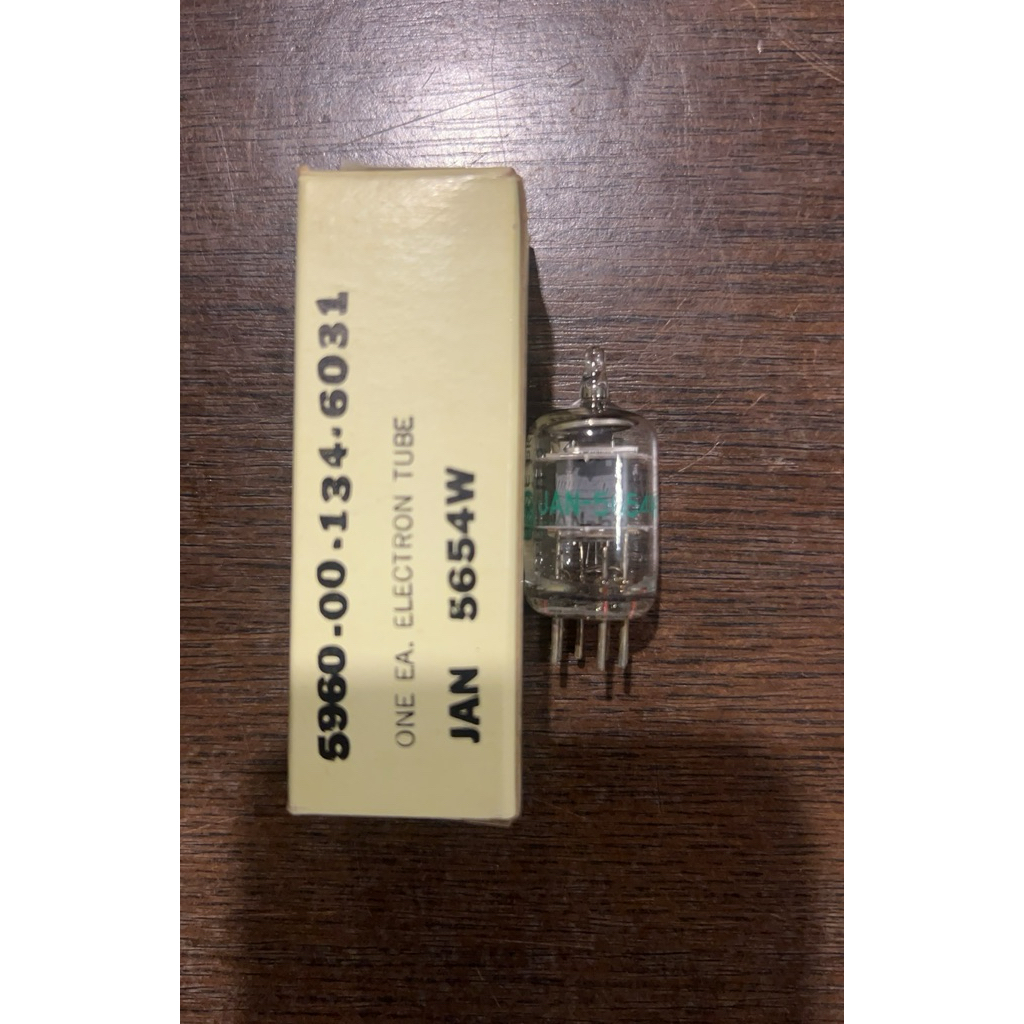 5960-00-134-6031
ONE EA. ELECTRON TUBE
JAN 5654W